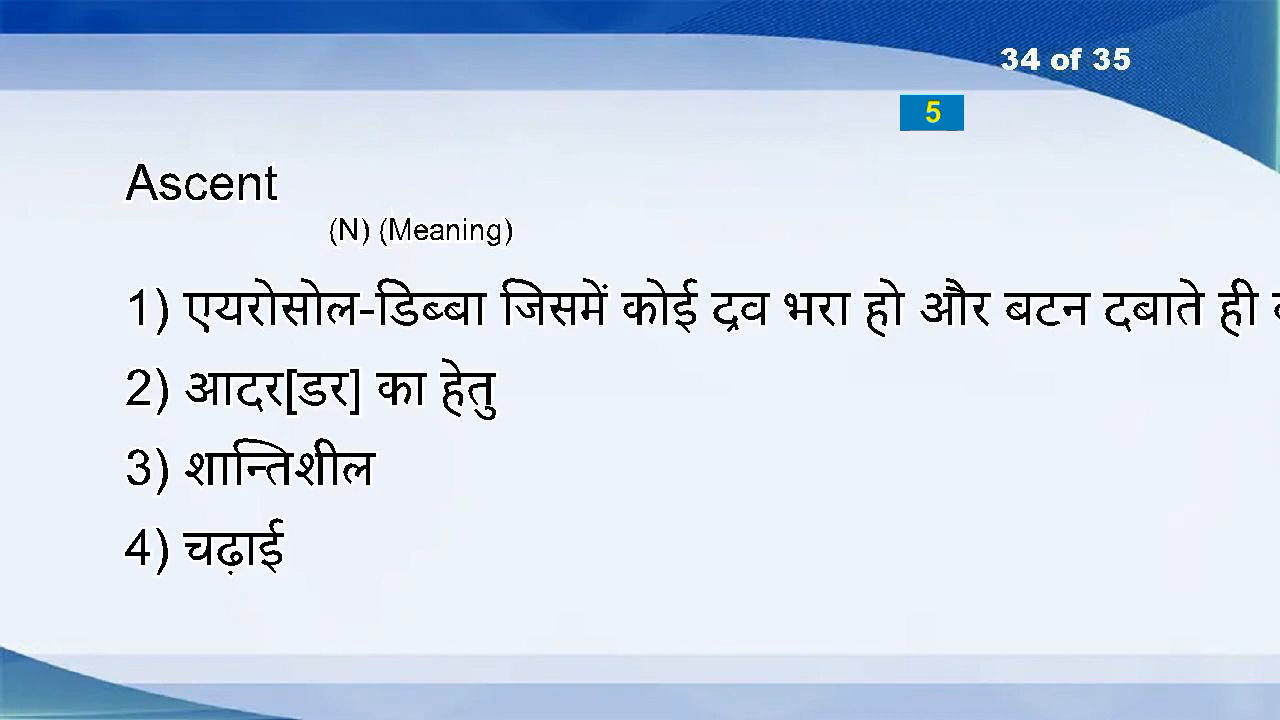 34 of 35
5
Ascent
(N) (Meaning)
1) एयरोसोल-डिब्बा जिसमें कोई द्रव भरा हो और बटन दबाते ही
2) आदर[डर] का हेतु
3) शान्तिशील
4) चढ़ाई